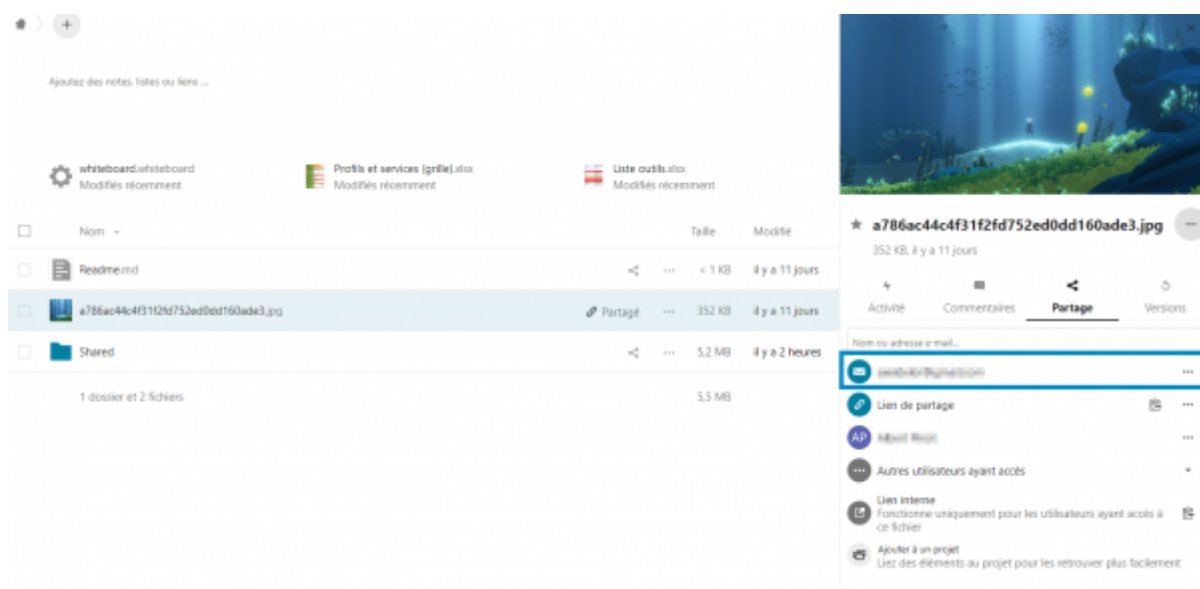 Ajoutez des notes, listes ou liens ...
whiteboard.whiteboard
Modifiés récemment
Profils et services (grille).xlsx
Modifiés récemment
Liste outils.xlsx
Modifiés récemment
Nom
Taille
Modifié
Readme.md
< 1 KB
il y a 11 jours
a786ac44c4f31f2fd752ed0dd160ade3.jpg
Partagé
352 KB
il y a 11 jours
Shared
5,2 MB
il y a 2 heures
1 dossier et 2 fichiers
5,5 MB
a786ac44c4f31f2fd752ed0dd160ade3.jpg
352 KB, il y a 11 jours
Activité
Commentaires
Partage
Versions
Nom ou adresse e-mail...
Lien de partage
AP
Autres utilisateurs ayant accès
Lien interne
Fonctionne uniquement pour les utilisateurs ayant accès à
ce fichier
Ajouter à un projet
Liez des éléments au projet pour les retrouver plus facilement